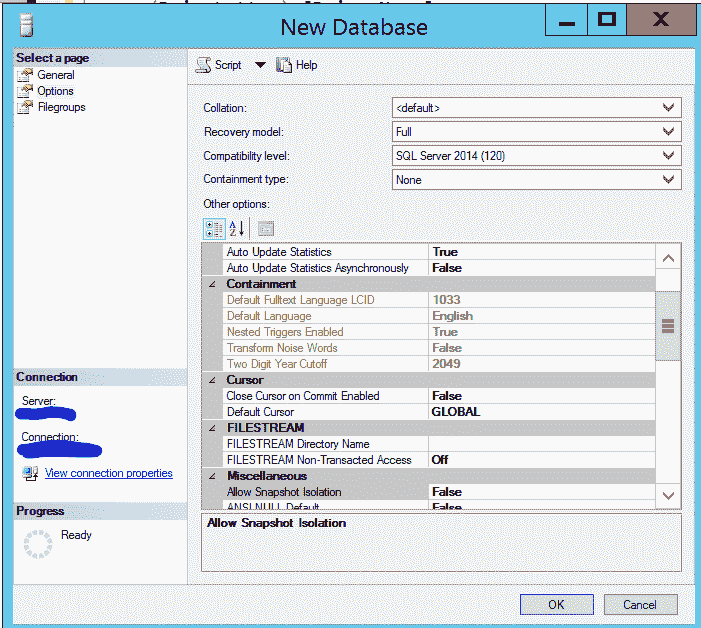 New Database
Select a page
General
Options
Filegroups
Script Help
Collation: <default>
Recovery model: Full
Compatibility level: SQL Server 2014 (120)
Containment type: None
Other options:
Auto Update Statistics True
Auto Update Statistics Asynchronously False
Containment
Default Fulltext Language LCID 1033
Default Language English
Nested Triggers Enabled True
Transform Noise Words False
Two Digit Year Cutoff 2049
Cursor
Close Cursor on Commit Enabled False
Default Cursor GLOBAL
FILESTREAM
FILESTREAM Directory Name
FILESTREAM Non-Transacted Access Off
Miscellaneous
Allow Snapshot Isolation False
ANSI NULL Default False
Allow Snapshot Isolation
Connection
Server:
Connection:
View connection properties
Progress
Ready
OK Cancel